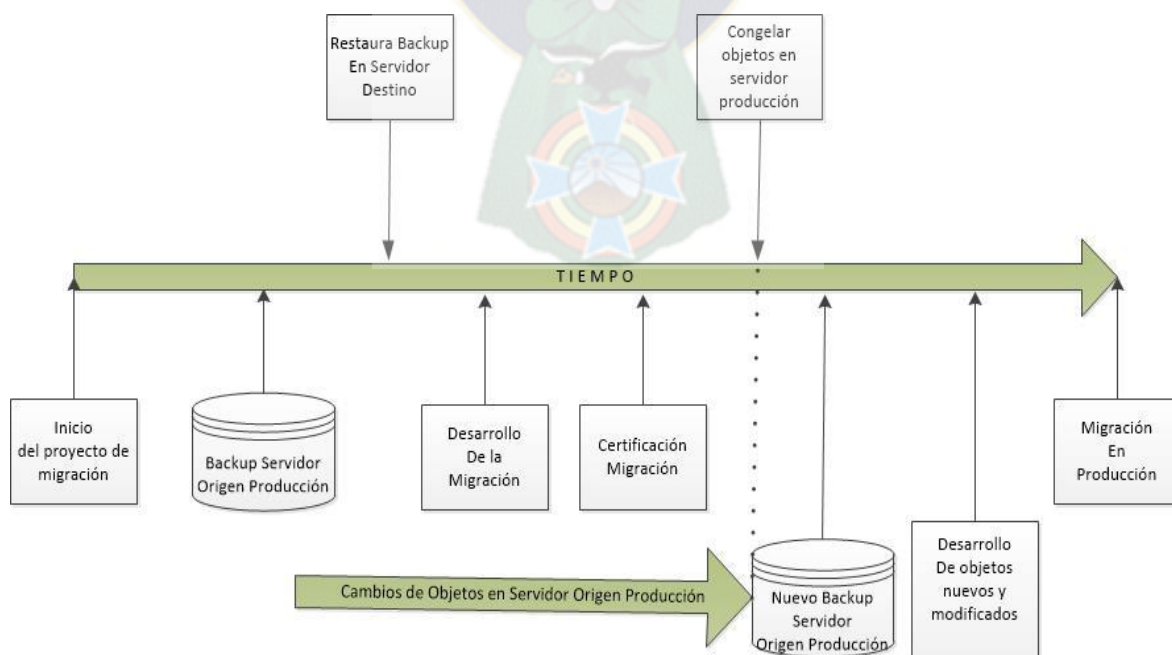 Restaura Backup
En Servidor
Destino
Congelar
objetos en
servidor
producción
TIEMPO
Inicio
del proyecto de
migración
Backup Servidor
Origen Producción
Desarrollo
De la
Migración
Certificación
Migración
Migración
En
Producción
Cambios de Objetos en Servidor Origen Producción
Nuevo Backup
Servidor
Origen Producción
Desarrollo
De objetos
nuevos y
modificados